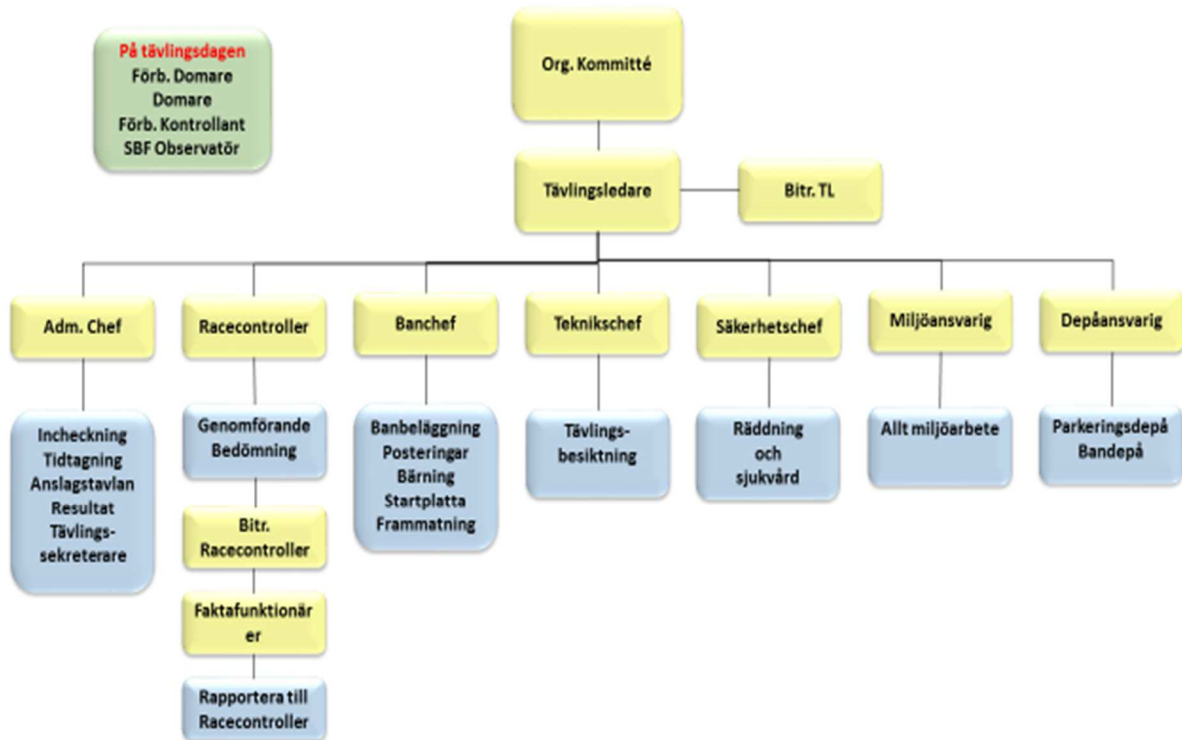 På tävlingsdagen
Förb. Domare
Domare
Förb. Kontrollant
SBF Observatör
Org. Kommitté
Tävlingsledare
Bitr. TL
Adm. Chef
Racecontroller
Banchef
Teknikschef
Säkerhetschef
Miljöansvarig
Depåansvarig
Incheckning
Tidtagning
Anslagstavlan
Resultat
Tävlings-
sekreterare
Genomförande
Bedömning
Bitr.
Racecontroller
Faktafunktionär
er
Rapportera till
Racecontroller
Banbeläggning
Posteringar
Bärning
Startplatta
Frammatning
Tävlings-
besiktning
Räddning
och
sjukvård
Allt miljöarbete
Parkeringsdepå
Bandepå